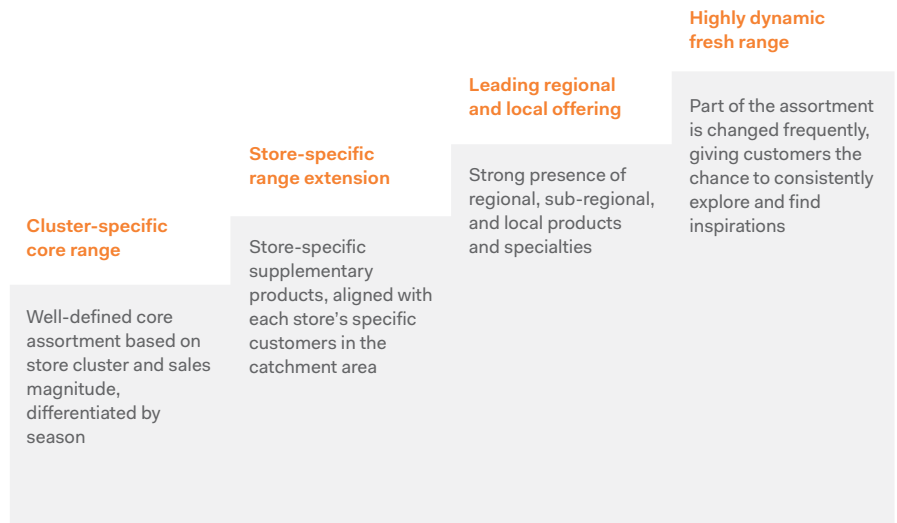 Cluster-specific
core range
Well-defined core
assortment based on
store cluster and sales
magnitude,
differentiated by
season
Store-specific
range extension
Store-specific
supplementary
products, aligned with
each store’s specific
customers in the
catchment area
Leading regional
and local offering
Strong presence of
regional, sub-regional,
and local products
and specialties
Highly dynamic
fresh range
Part of the assortment
is changed frequently,
giving customers the
chance to consistently
explore and find
inspirations